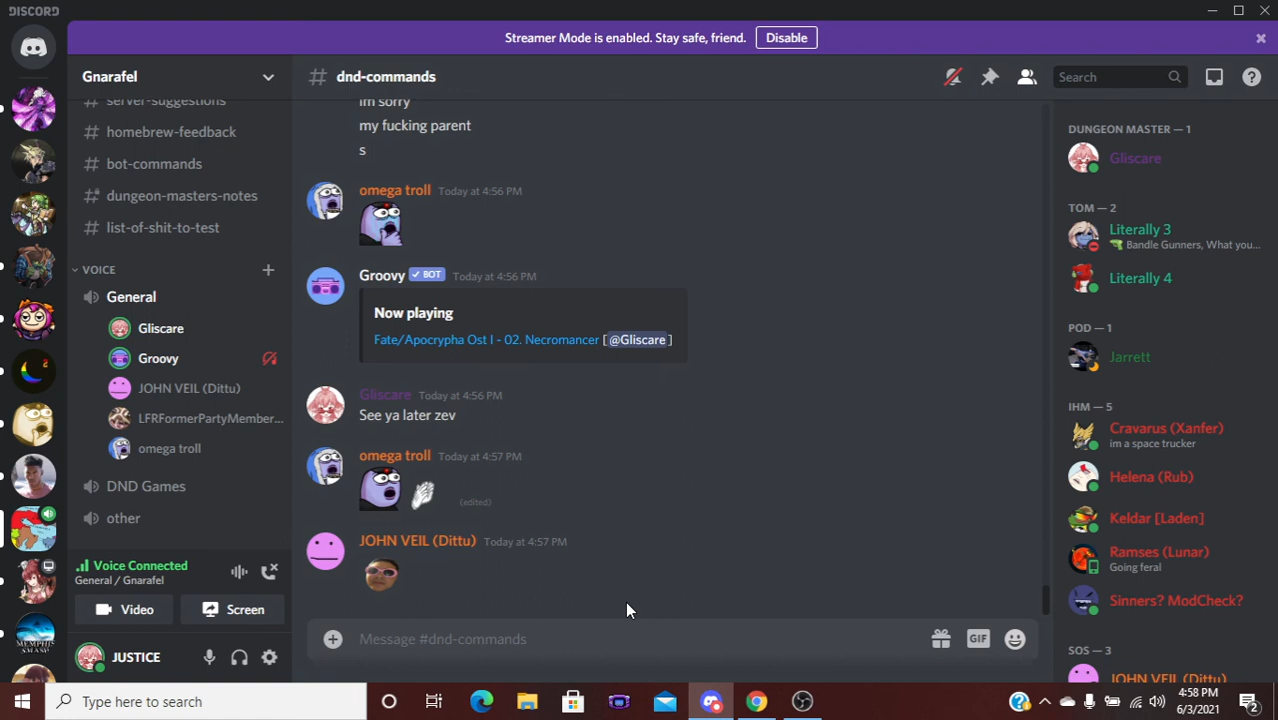 DISCORD
Streamer Mode is enabled. Stay safe, friend. Disable
Gnarafel
server-suggestions
homebrew-feedback
bot-commands
dungeon-masters-notes
list-of-shit-to-test
VOICE
General
Gliscare
Groovy
JOHN VEIL (Dittu)
LFRFormerPartyMember...
omega troll
DND Games
other
Voice Connected
General / Gnarafel
Video
Screen
JUSTICE
# dnd-commands
Search
im sorry
my fucking parent
s
omega troll Today at 4:56 PM
Groovy BOT Today at 4:56 PM
Now playing
Fate/Apocrypha Ost I - 02. Necromancer [@Gliscare]
Gliscare Today at 4:56 PM
See ya later zev
omega troll Today at 4:57 PM
(edited)
JOHN VEIL (Dittu) Today at 4:57 PM
Message #dnd-commands
GIF
DUNGEON MASTER — 1
Gliscare
TOM — 2
Literally 3
Bandle Gunners, What you...
Literally 4
POD — 1
Jarrett
IHM — 5
Cravarus (Xanfer)
im a space trucker
Helena (Rub)
Keldar [Laden]
Ramses (Lunar)
Going feral
Sinners? ModCheck?
SOS — 3
JOHN VEIL (Dittu)
Type here to search
4:58 PM
6/3/2021
2